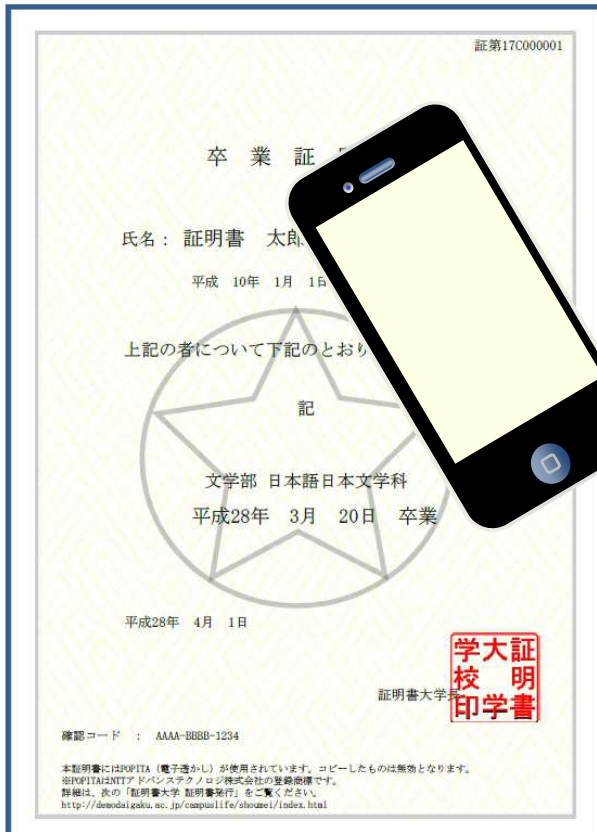 証第17C000001
卒 業 証
氏名： 証明書 太郎
平成 10年 1月 1日
上記の者について下記のとおり
記
文学部 日本語日本文学科
平成28年 3月 20日 卒業
平成28年 4月 1日
証明書大学長
証明書
大学
学校印
確認コード ： AAAA-BBBB-1234
本証明書にはPOPITA（電子透かし）が使用されています。コピーしたものは無効となります。
※POPITAはNTTアドバンステクノロジ株式会社の登録商標です。
詳細は、次の「証明書大学 証明書発行」をご覧ください。
http://demodaigaku.ac.jp/campuslife/shoumei/index.html